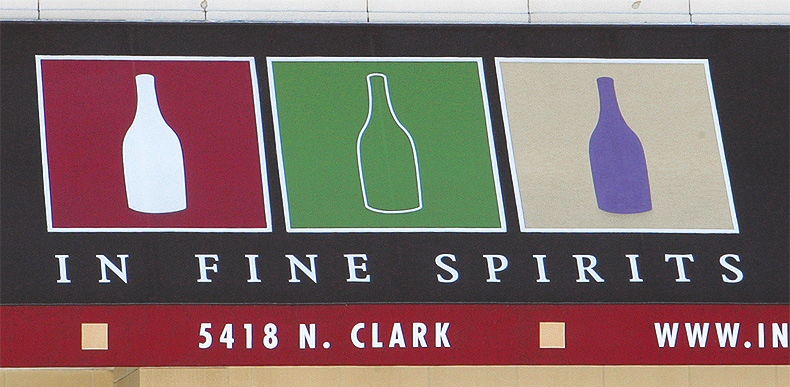 IN FINE SPIRITS
5418 N. CLARK WWW.IN